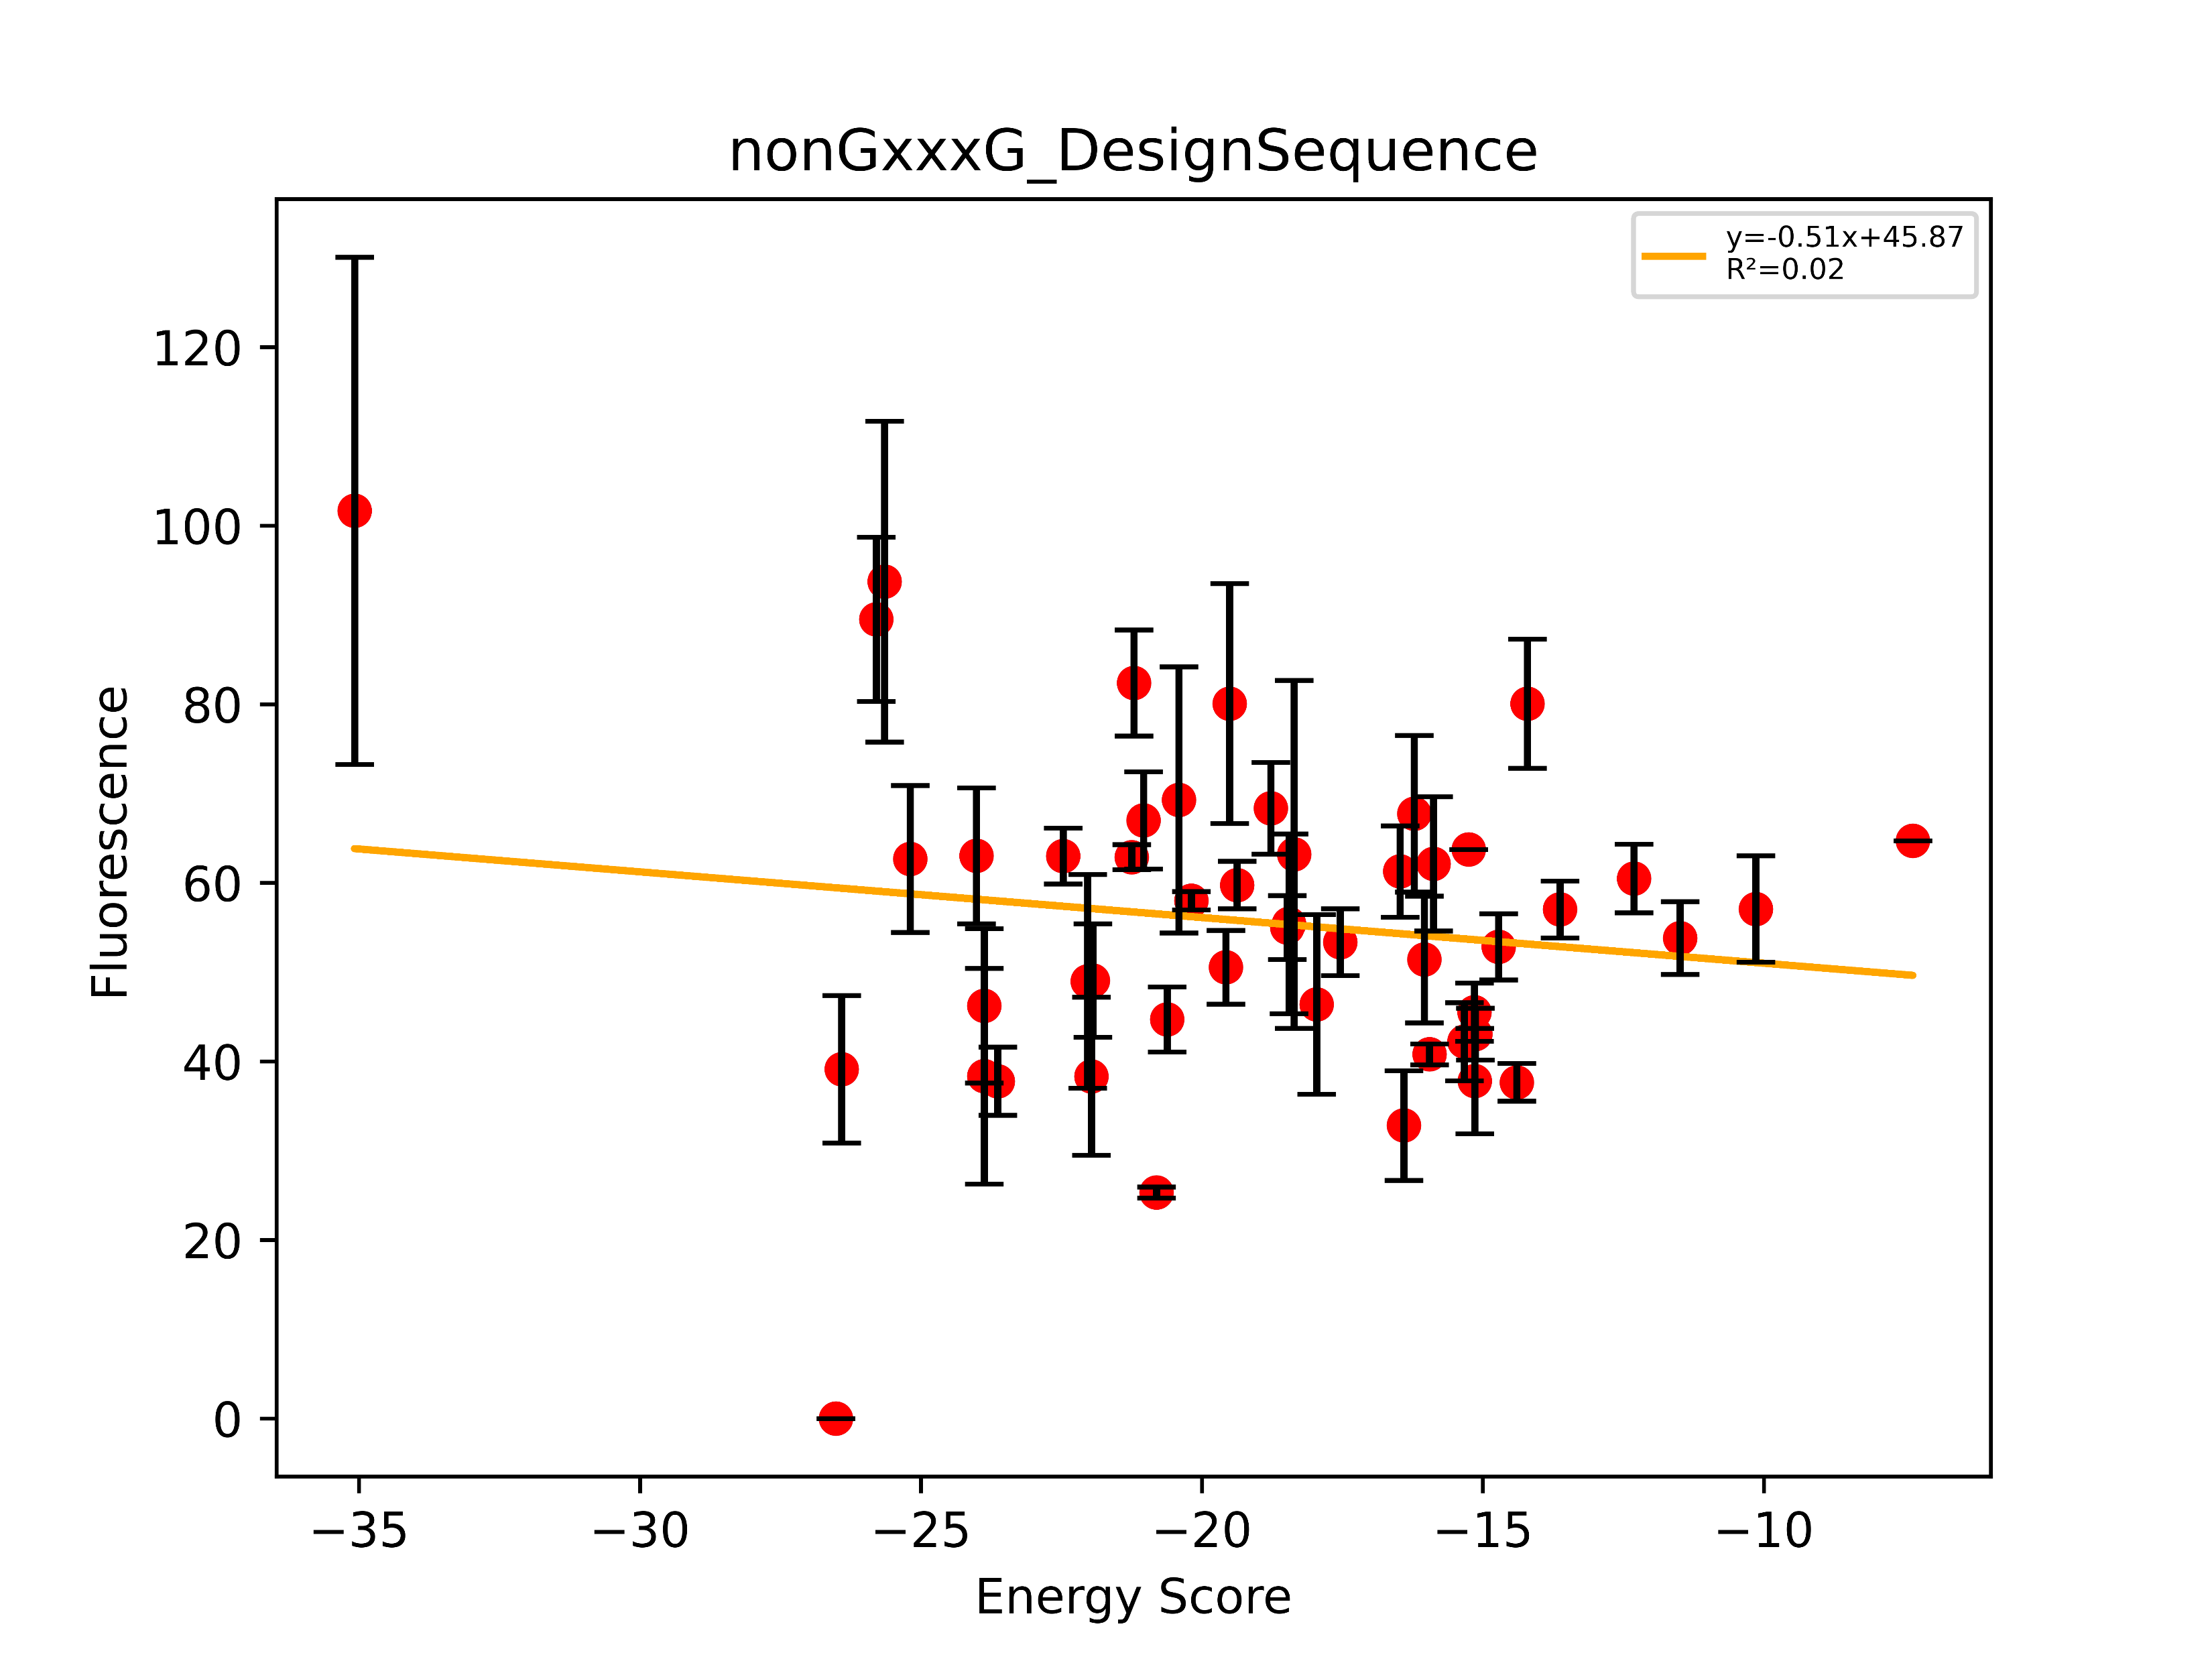 nonGxxxG_DesignSequence
y=-0.51x+45.87
R²=0.02
120
100
80
60
40
20
0
Fluorescence
−35 −30 −25 −20 −15 −10
Energy Score